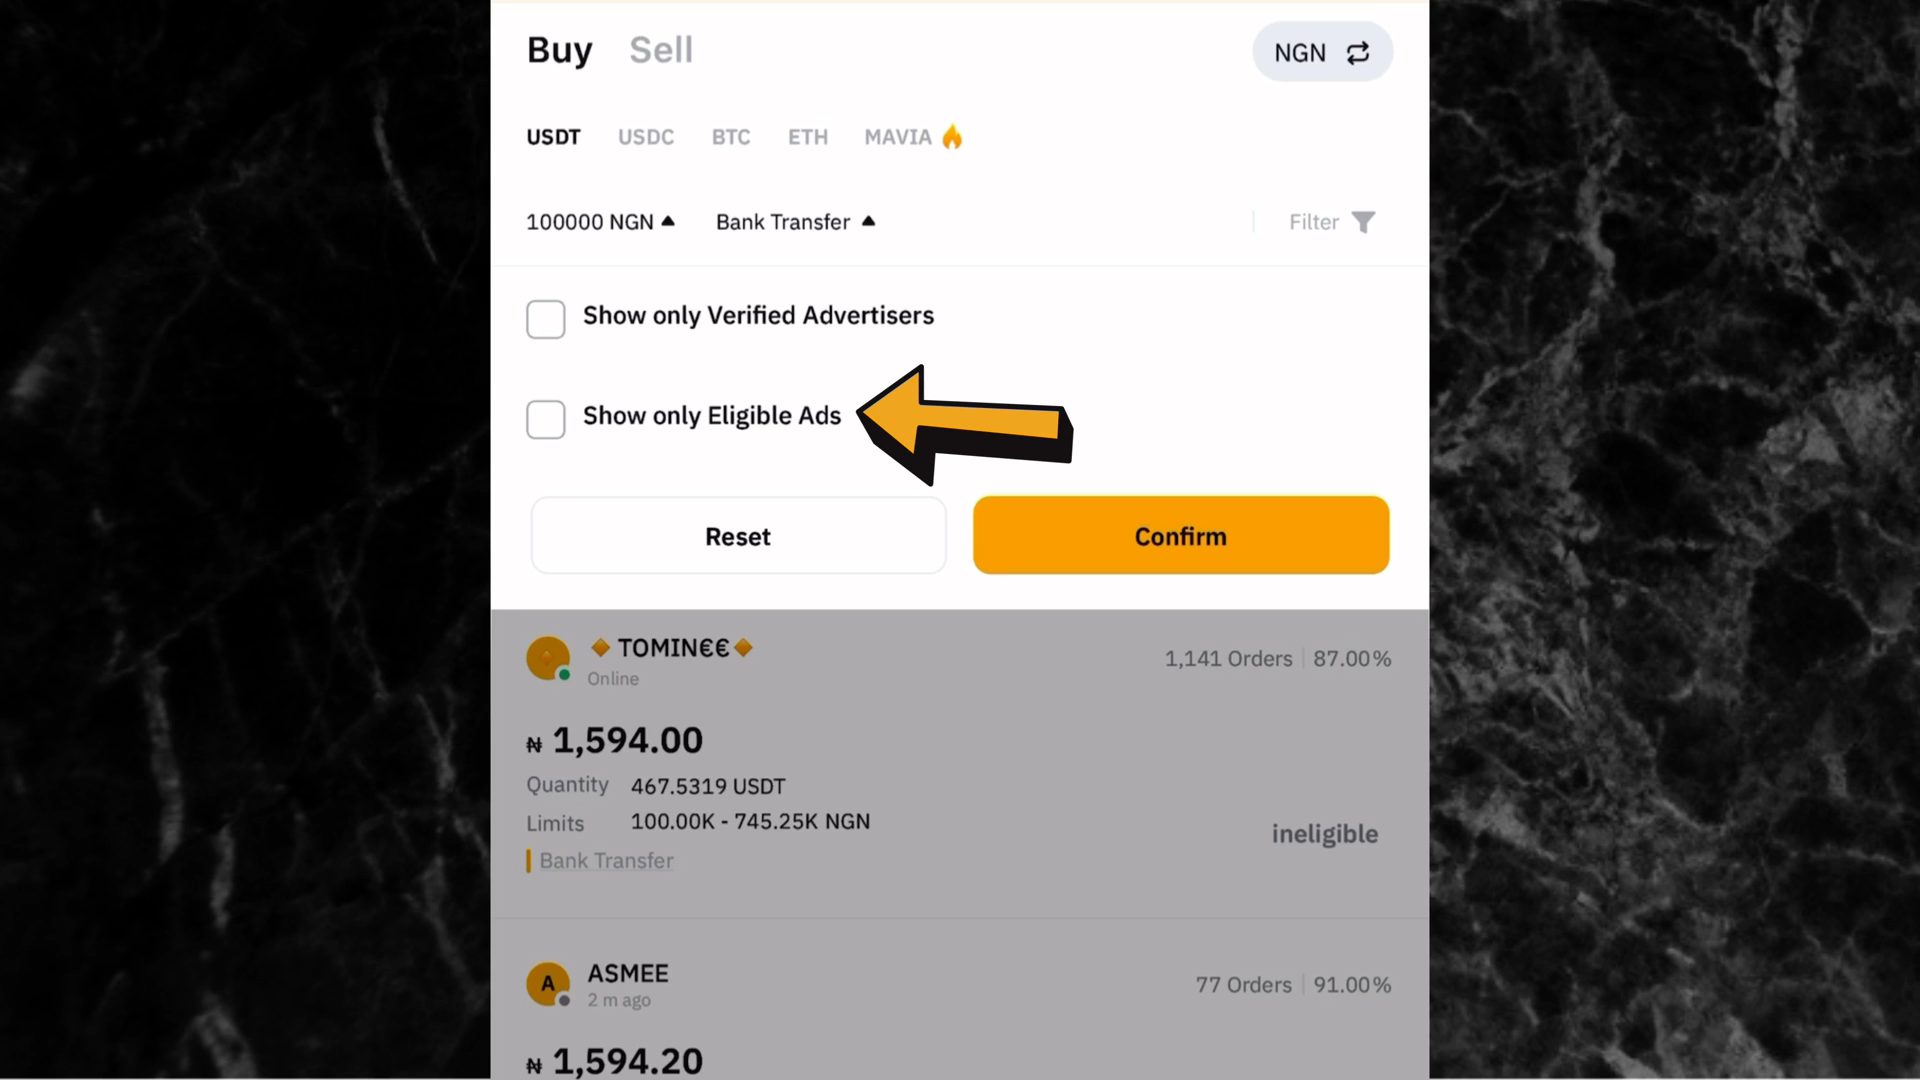 Buy Sell NGN
USDT USDC BTC ETH MAVIA 🔥
100000 NGN Bank Transfer Filter
Show only Verified Advertisers
Show only Eligible Ads
Reset Confirm
🔸 TOMIN€€🔸 1,141 Orders | 87.00%
Online
₦ 1,594.00
Quantity 467.5319 USDT
Limits 100.00K - 745.25K NGN
ineligible
Bank Transfer
A ASMEE 77 Orders | 91.00%
2 m ago
₦ 1,594.20